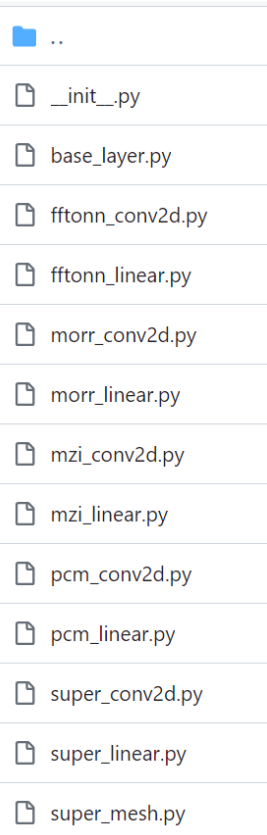 ..
__init__.py
base_layer.py
fftonn_conv2d.py
fftonn_linear.py
morr_conv2d.py
morr_linear.py
mzi_conv2d.py
mzi_linear.py
pcm_conv2d.py
pcm_linear.py
super_conv2d.py
super_linear.py
super_mesh.py